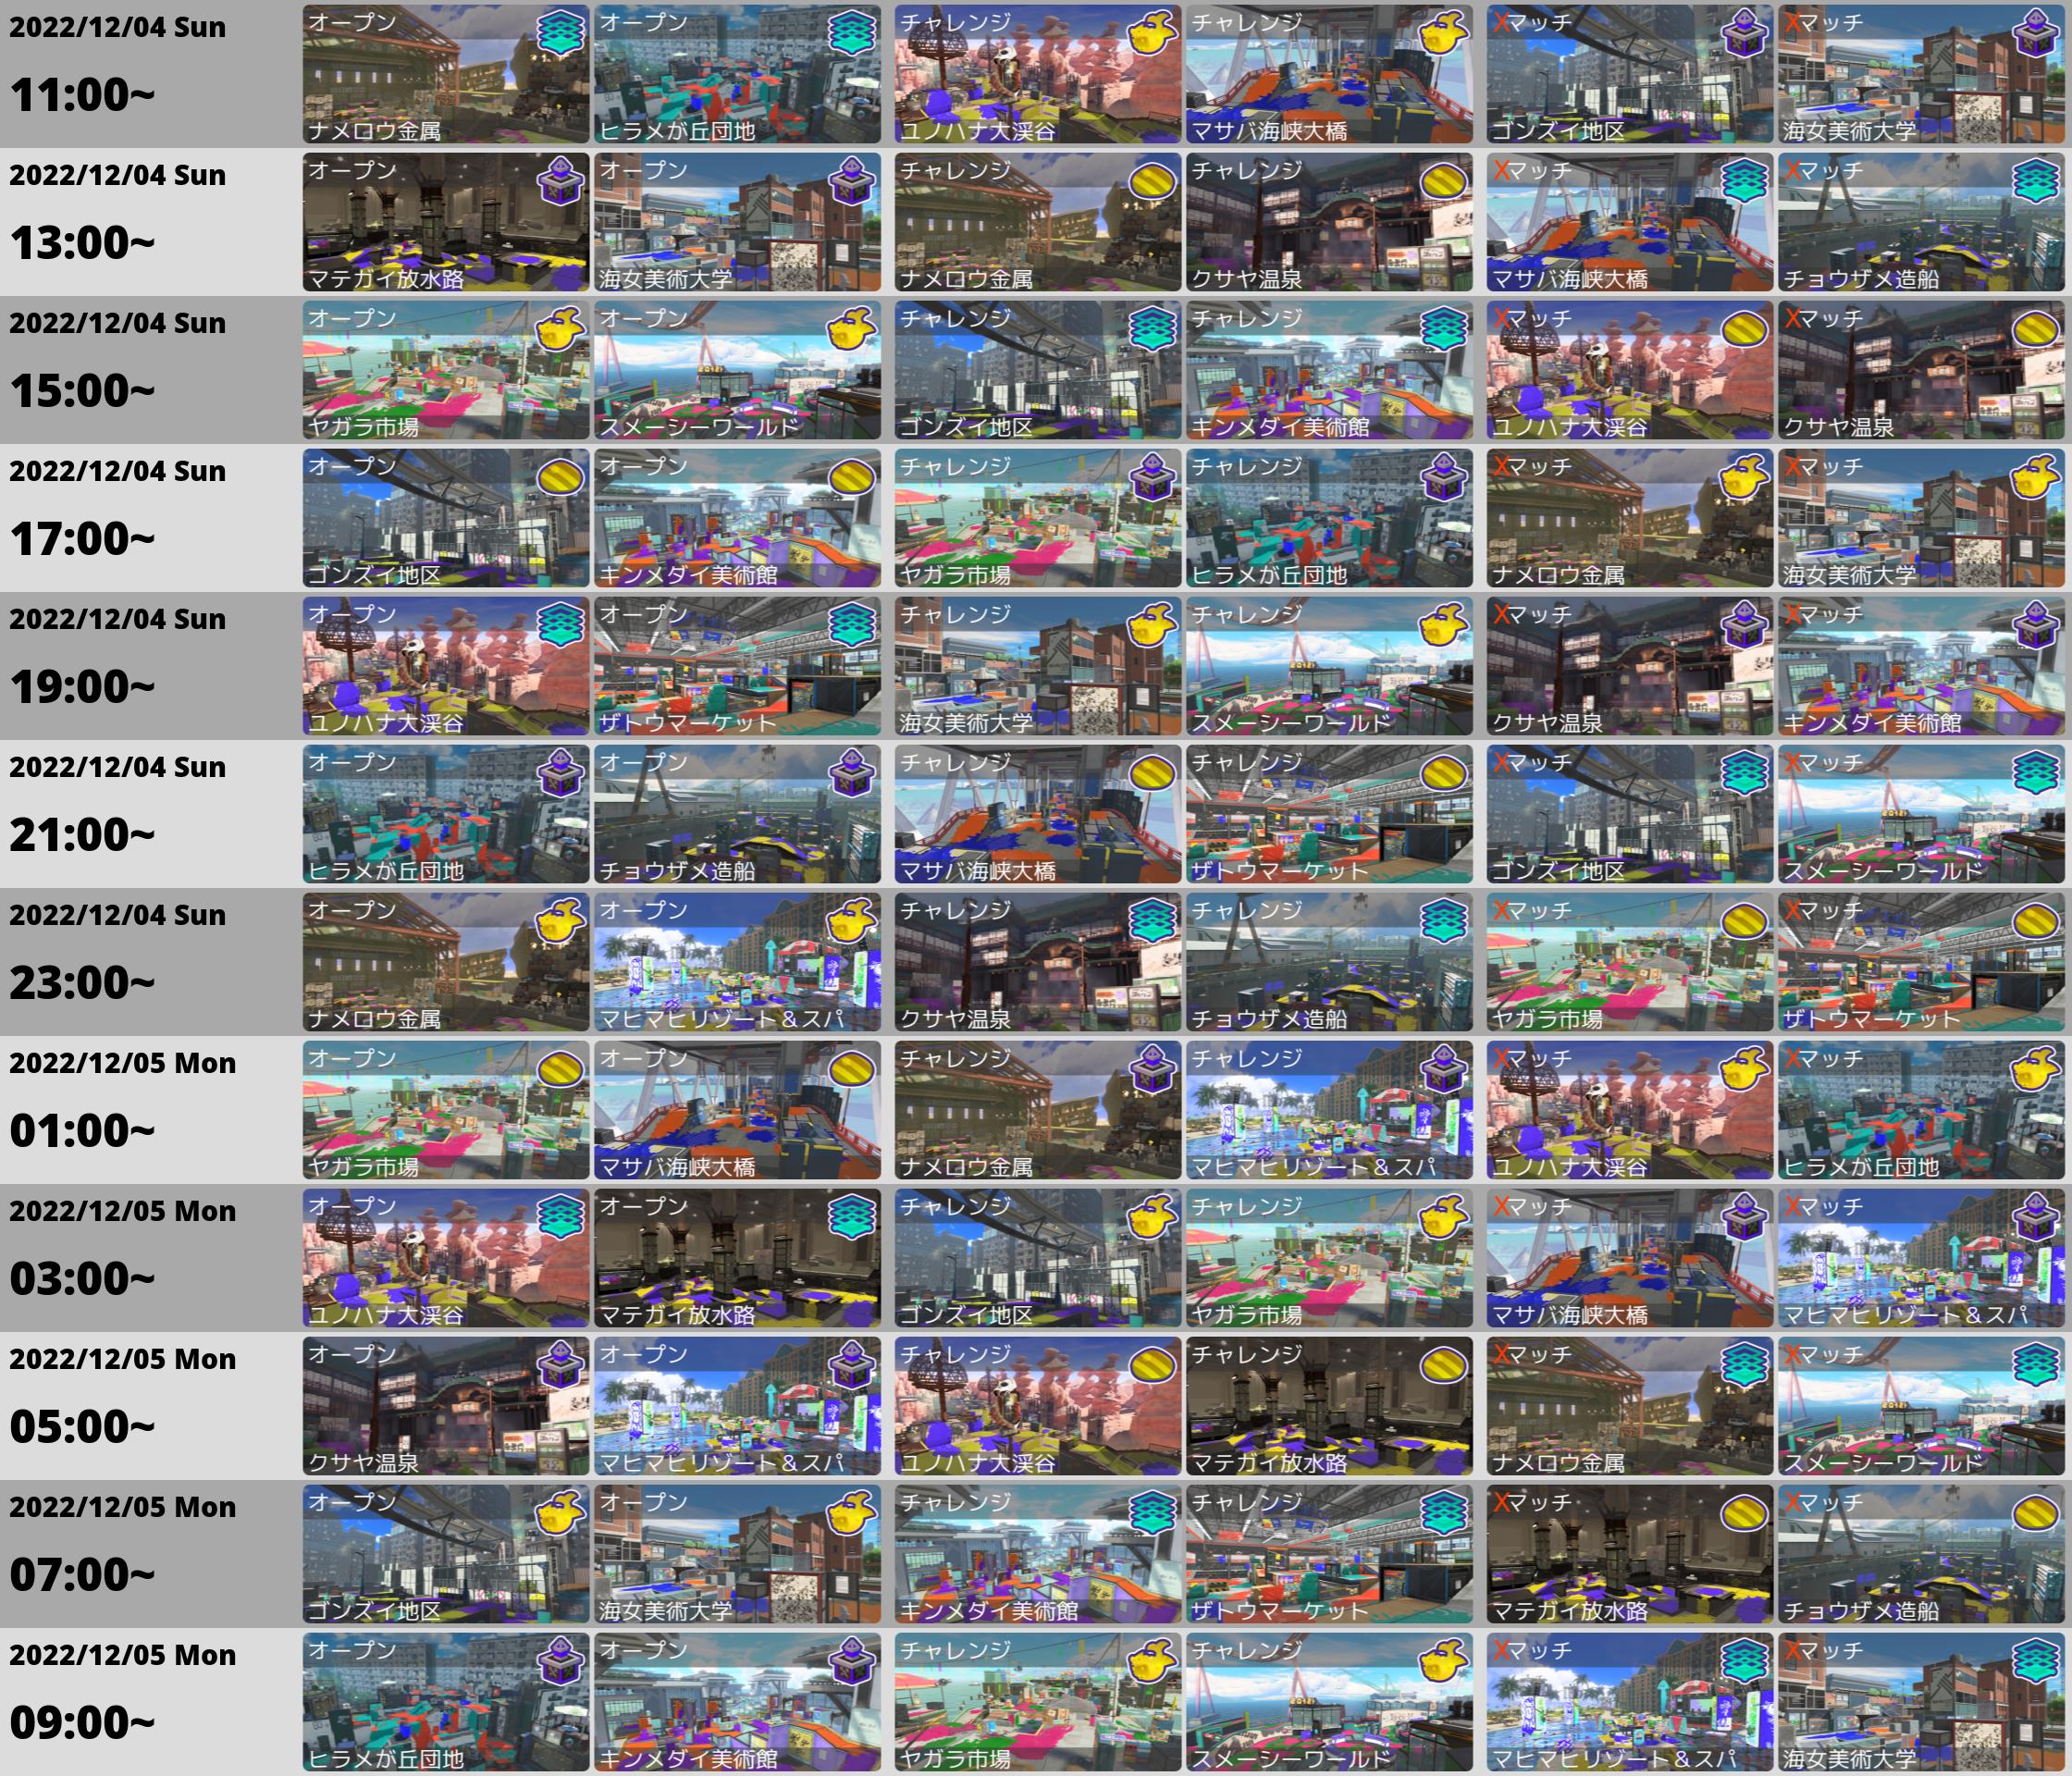 2022/12/04 Sun
11:00~
オープン オープン チャレンジ チャレンジ Xマッチ Xマッチ
ナメロウ金属 ヒラメが丘団地 ユノハナ大渓谷 マサバ海峡大橋 ゴンズイ地区 海女美術大学
2022/12/04 Sun
13:00~
オープン オープン チャレンジ チャレンジ Xマッチ Xマッチ
マテガイ放水路 海女美術大学 ナメロウ金属 クサヤ温泉 マサバ海峡大橋 チョウザメ造船
2022/12/04 Sun
15:00~
オープン オープン チャレンジ チャレンジ Xマッチ Xマッチ
ヤガラ市場 スメーシーワールド ゴンズイ地区 キンメダイ美術館 ユノハナ大渓谷 クサヤ温泉
2022/12/04 Sun
17:00~
オープン オープン チャレンジ チャレンジ Xマッチ Xマッチ
ゴンズイ地区 キンメダイ美術館 ヤガラ市場 ヒラメが丘団地 ナメロウ金属 海女美術大学
2022/12/04 Sun
19:00~
オープン オープン チャレンジ チャレンジ Xマッチ Xマッチ
ユノハナ大渓谷 ザトウマーケット 海女美術大学 スメーシーワールド クサヤ温泉 キンメダイ美術館
2022/12/04 Sun
21:00~
オープン オープン チャレンジ チャレンジ Xマッチ Xマッチ
ヒラメが丘団地 チョウザメ造船 マサバ海峡大橋 ザトウマーケット ゴンズイ地区 スメーシーワールド
2022/12/04 Sun
23:00~
オープン オープン チャレンジ チャレンジ Xマッチ Xマッチ
ナメロウ金属 マヒマヒリゾート＆スパ クサヤ温泉 チョウザメ造船 ヤガラ市場 ザトウマーケット
2022/12/05 Mon
01:00~
オープン オープン チャレンジ チャレンジ Xマッチ Xマッチ
ヤガラ市場 マサバ海峡大橋 ナメロウ金属 マヒマヒリゾート＆スパ ユノハナ大渓谷 ヒラメが丘団地
2022/12/05 Mon
03:00~
オープン オープン チャレンジ チャレンジ Xマッチ Xマッチ
ユノハナ大渓谷 マテガイ放水路 ゴンズイ地区 ヤガラ市場 マサバ海峡大橋 マヒマヒリゾート＆スパ
2022/12/05 Mon
05:00~
オープン オープン チャレンジ チャレンジ Xマッチ Xマッチ
クサヤ温泉 マヒマヒリゾート＆スパ ユノハナ大渓谷 マテガイ放水路 ナメロウ金属 スメーシーワールド
2022/12/05 Mon
07:00~
オープン オープン チャレンジ チャレンジ Xマッチ Xマッチ
ゴンズイ地区 海女美術大学 キンメダイ美術館 ザトウマーケット マテガイ放水路 チョウザメ造船
2022/12/05 Mon
09:00~
オープン オープン チャレンジ チャレンジ Xマッチ Xマッチ
ヒラメが丘団地 キンメダイ美術館 ヤガラ市場 スメーシーワールド マヒマヒリゾート＆スパ 海女美術大学